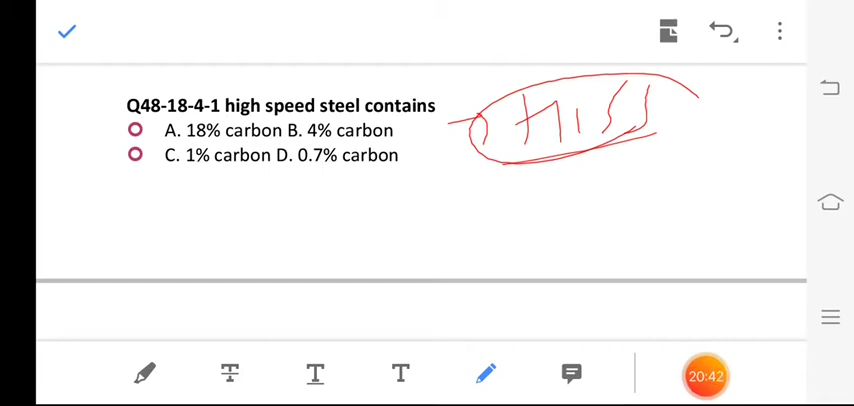 Q48-18-4-1 high speed steel contains
A. 18% carbon B. 4% carbon
C. 1% carbon D. 0.7% carbon
T T T
20:42